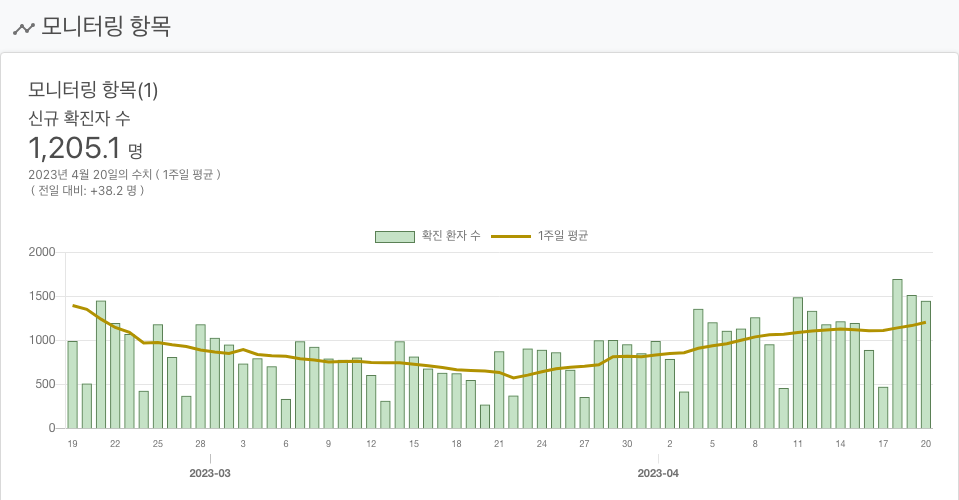 모니터링 항목
모니터링 항목(1)
신규 확진자 수
1,205.1 명
2023년 4월 20일의 수치 ( 1주일 평균 )
( 전일 대비: +38.2 명 )
확진 환자 수 1주일 평균
2000
1500
1000
500
0
19 22 25 28 3 6 9 12 15 18 21 24 27 30 2 5 8 11 14 17 20
2023-03 2023-04